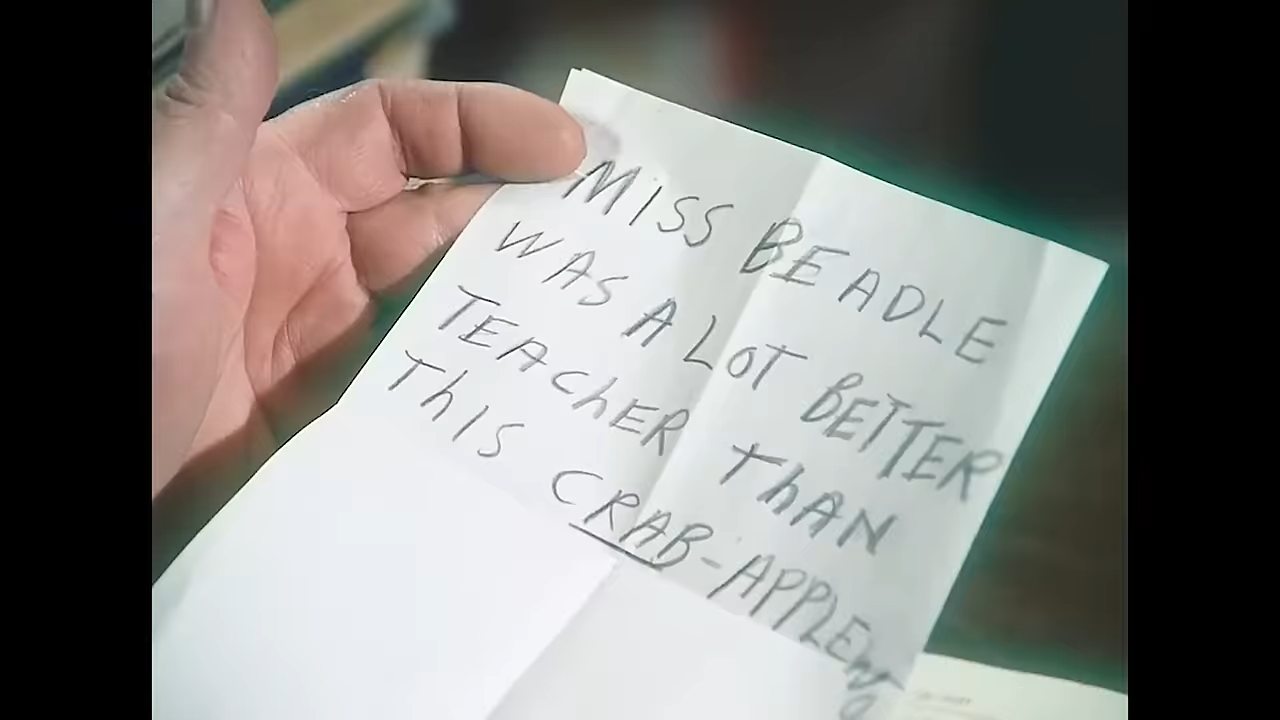 MISS BEADLE
WAS A LOT BETTER
TEAChER ThAN
ThIS CRAB-APPLE